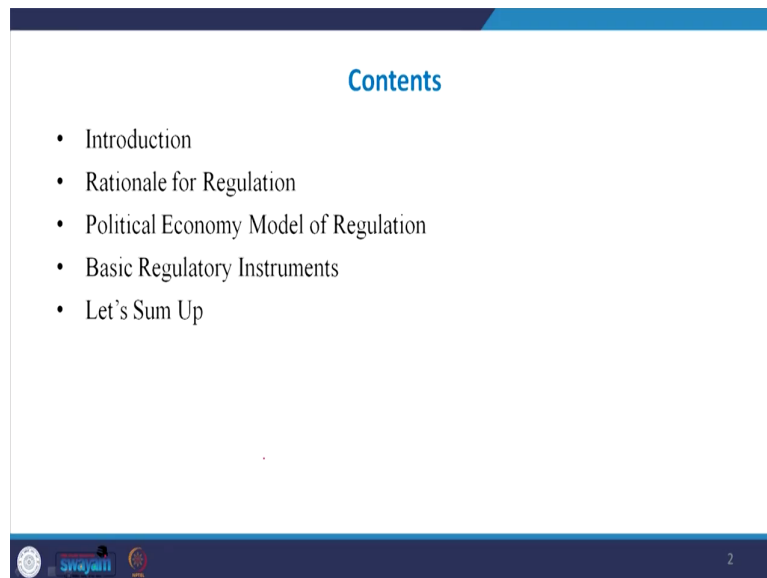 Contents
• Introduction
• Rationale for Regulation
• Political Economy Model of Regulation
• Basic Regulatory Instruments
• Let's Sum Up
swayam
2